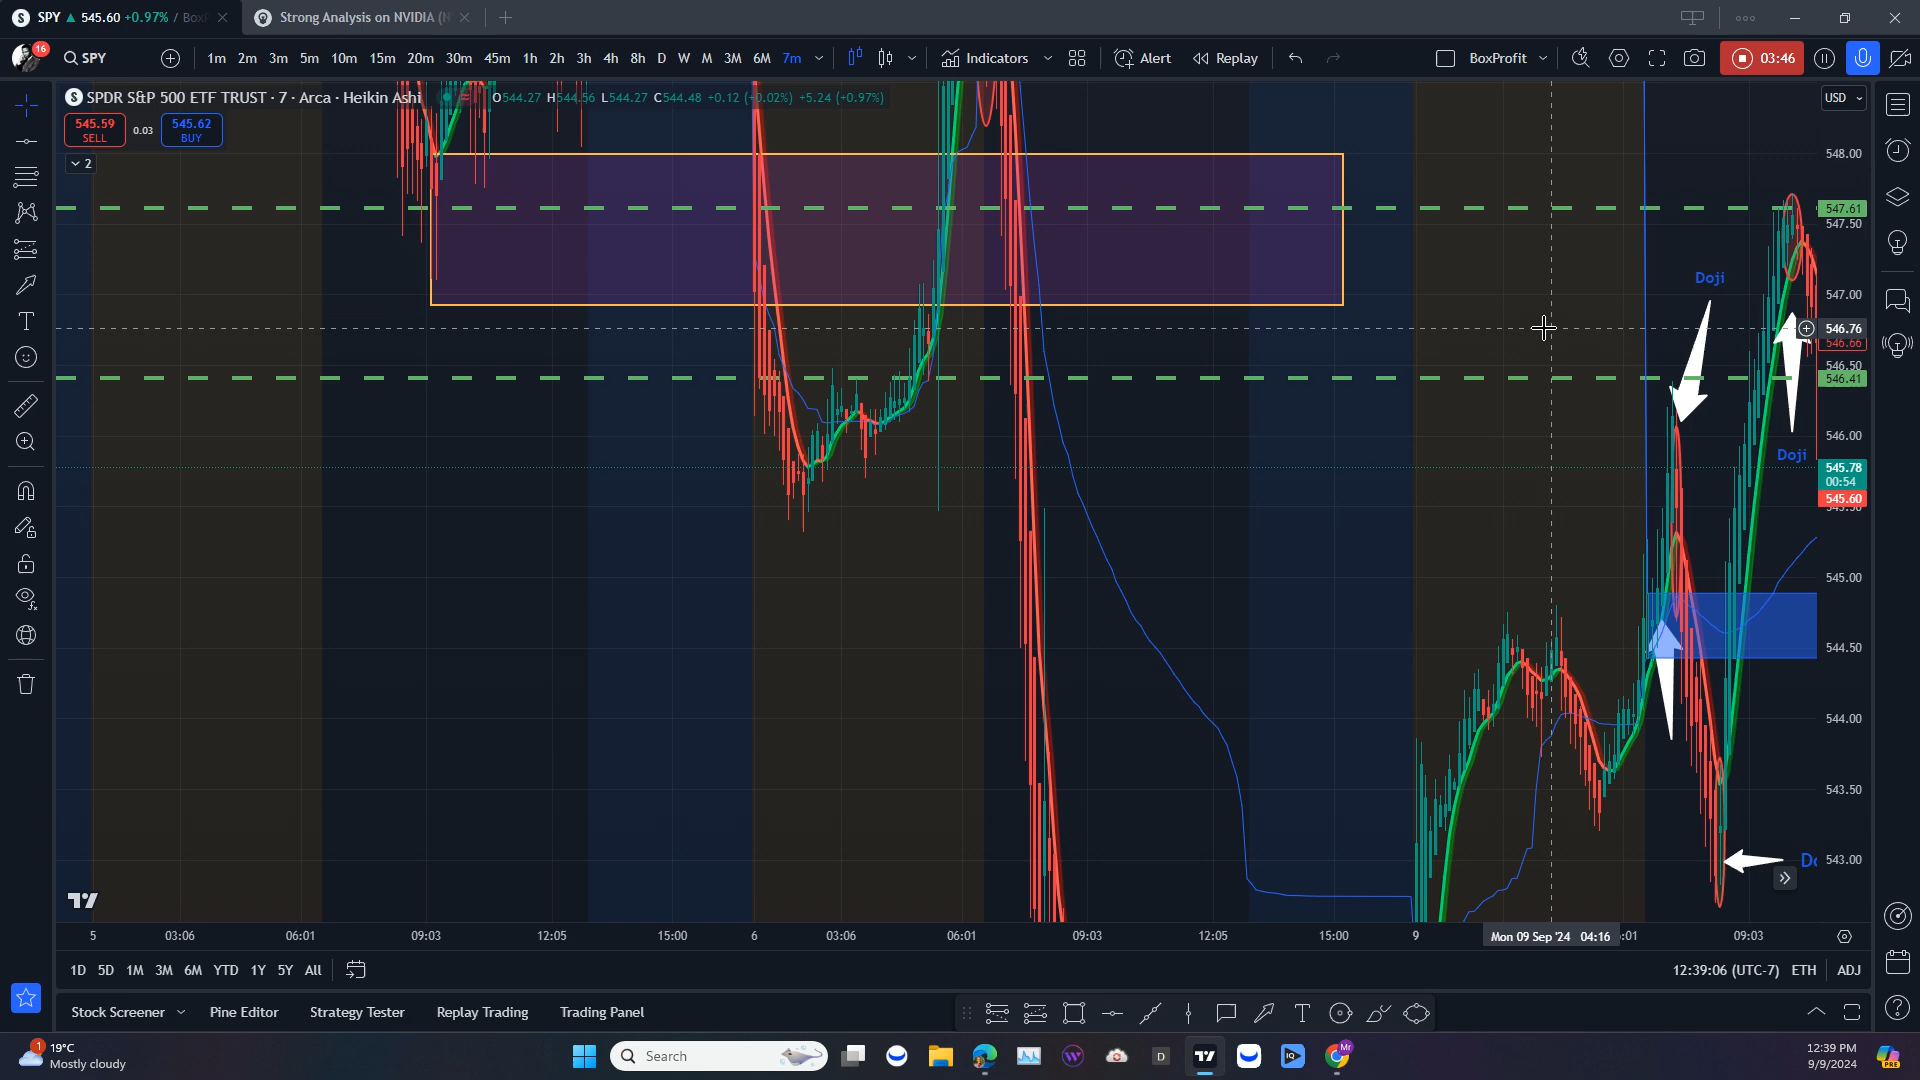 SPY ▲ 545.60 +0.97% / Box
Strong Analysis on NVIDIA (N
16
SPY
1m 2m 3m 5m 10m 15m 20m 30m 45m 1h 2h 3h 4h 8h D W M 3M 6M 7m
Indicators
Alert
Replay
BoxProfit
03:46
SPDR S&P 500 ETF TRUST · 7 · Arca · Heikin Ashi
O544.27 H544.56 L544.27 C544.48 +0.12 (+0.02%) +5.24 (+0.97%)
USD
545.59
SELL
0.03
545.62
BUY
2
548.00
547.61
547.50
Doji
547.00
546.76
546.66
546.50
546.41
546.00
Doji
545.78
00:54
545.60
545.50
545.00
544.50
544.00
543.50
543.00
5 03:06 06:01 09:03 12:05 15:00 6 03:06 06:01 09:03 12:05 15:00 9 Mon 09 Sep '24 04:16 :01 09:03
1D 5D 1M 3M 6M YTD 1Y 5Y All
12:39:06 (UTC-7) ETH ADJ
Stock Screener Pine Editor Strategy Tester Replay Trading Trading Panel
1
19°C
Mostly cloudy
Search
W
D
IQ
Mr
12:39 PM
9/9/2024
PRE